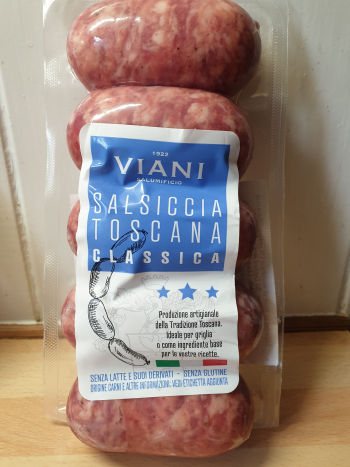 1922
VIANI
SALUMIFICIO
SALSICCIA
TOSCANA
CLASSICA
Produzione artigianale
della Tradizione Toscana.
Ideale per griglia
o come ingrediente base
per le vostre ricette.
SENZA LATTE E SUOI DERIVATI - SENZA GLUTINE
ORIGINE CARNI E ALTRE INFORMAZIONI: VEDI ETICHETTA AGGIUNTA